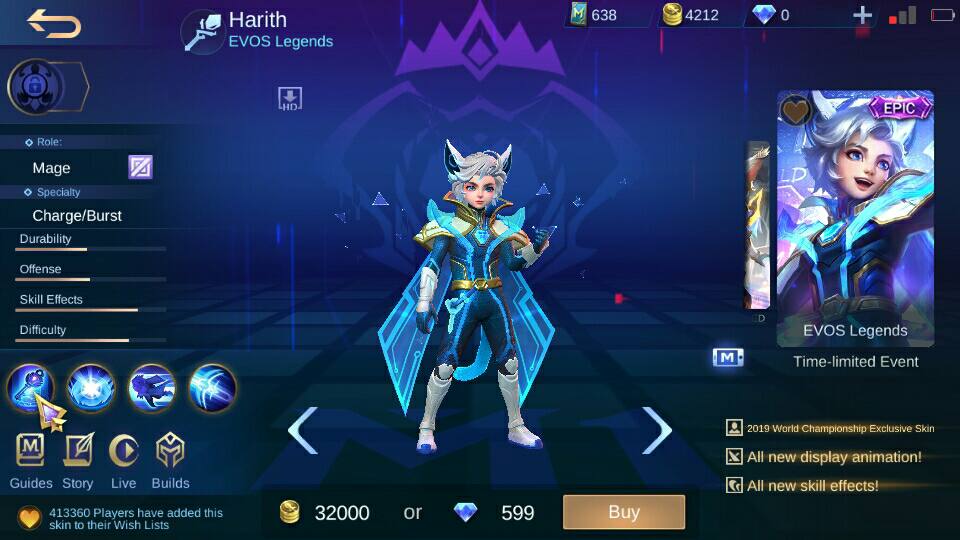 Harith
EVOS Legends
638
4212
0
HD
Role:
Mage
Specialty
Charge/Burst
Durability
Offense
Skill Effects
Difficulty
Guides
Story
Live
Builds
413360 Players have added this
skin to their Wish Lists
32000 or 599
Buy
EPIC
EVOS Legends
Time-limited Event
M
2019 World Championship Exclusive Skin
All new display animation!
All new skill effects!